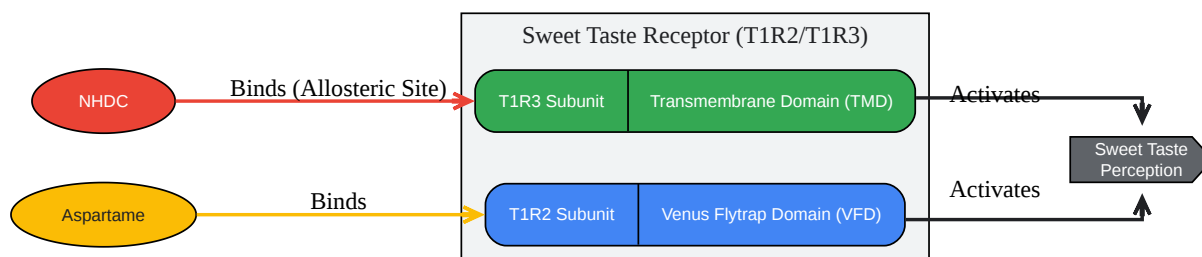 Sweet Taste Receptor (T1R2/T1R3)
NHDC
Binds (Allosteric Site)
T1R3 Subunit
Transmembrane Domain (TMD)
Activates
Sweet Taste
Perception
Aspartame
Binds
T1R2 Subunit
Venus Flytrap Domain (VFD)
Activates